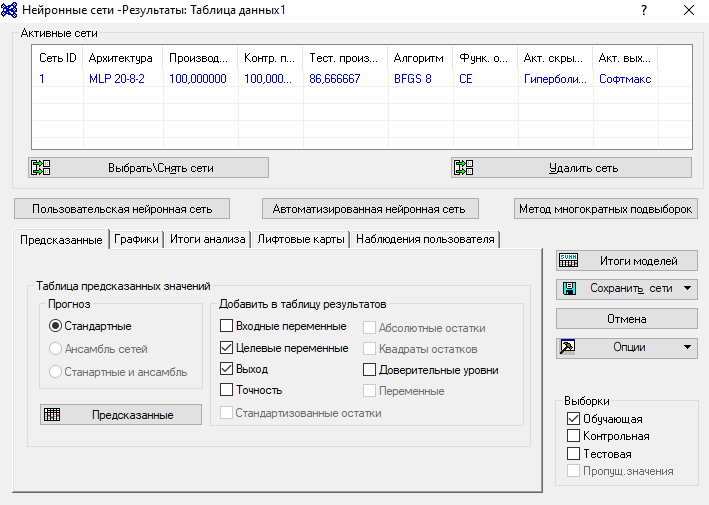 Нейронные сети -Результаты: Таблица данных1
Активные сети
Сеть ID Архитектура Производ... Контр. п... Тест. произ... Алгоритм Функ. о... Акт. скры... Акт. вых...
1 MLP 20-8-2 100,000000 100,000... 86,666667 BFGS 8 CE Гиперболи... Софтмакс
Выбрать\Снять сети
Удалить сеть
Пользовательская нейронная сеть
Автоматизированная нейронная сеть
Метод многократных подвыборок
Предсказанные Графики Итоги анализа Лифтовые карты Наблюдения пользователя
Итоги моделей
Сохранить сети
Отмена
Опции
Таблица предсказанных значений
Прогноз
Стандартные
Ансамбль сетей
Станартные и ансамбль
Предсказанные
Добавить в таблицу результатов
Входные переменные
Абсолютные остатки
Целевые переменные
Квадраты остатков
Выход
Доверительные уровни
Точность
Переменные
Стандартизованные остатки
Выборки
Обучающая
Контрольная
Тестовая
Пропущ.значения